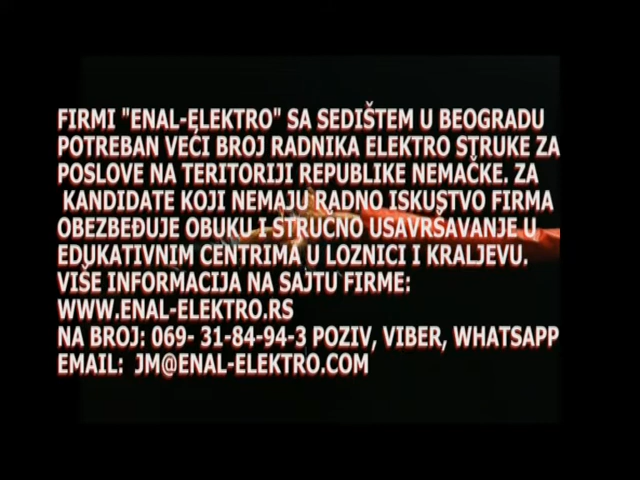 FIRMI "ENAL-ELEKTRO" SA SEDIŠTEM U BEOGRADU
POTREBAN VEĆI BROJ RADNIKA ELEKTRO STRUKE ZA
POSLOVE NA TERITORIJI REPUBLIKE NEMAČKE. ZA
KANDIDATE KOJI NEMAJU RADNO ISKUSTVO FIRMA
OBEZBEĐUJE OBUKU I STRUČNO USAVRŠAVANJE U
EDUKATIVNIM CENTRIMA U LOZNICI I KRALJEVU.
VIŠE INFORMACIJA NA SAJTU FIRME:
WWW.ENAL-ELEKTRO.RS
NA BROJ: 069- 31-84-94-3 POZIV, VIBER, WHATSAPP
EMAIL: JM@ENAL-ELEKTRO.COM